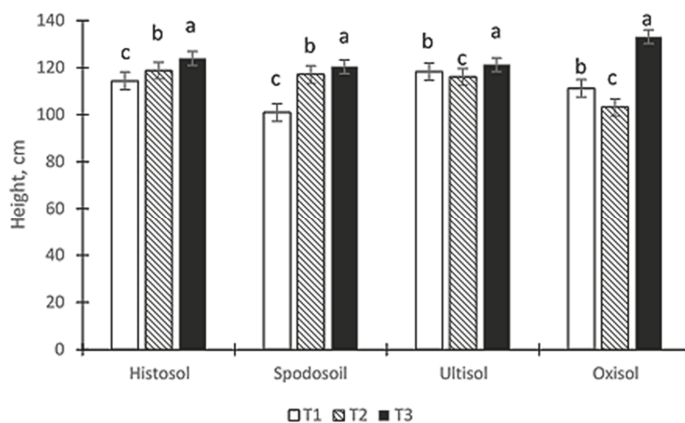 140
120
100
80
60
40
20
0
Height, cm
c b a
c b a
b c a
b c a
Histosol Spodosoil Ultisol Oxisol
T1 T2 T3